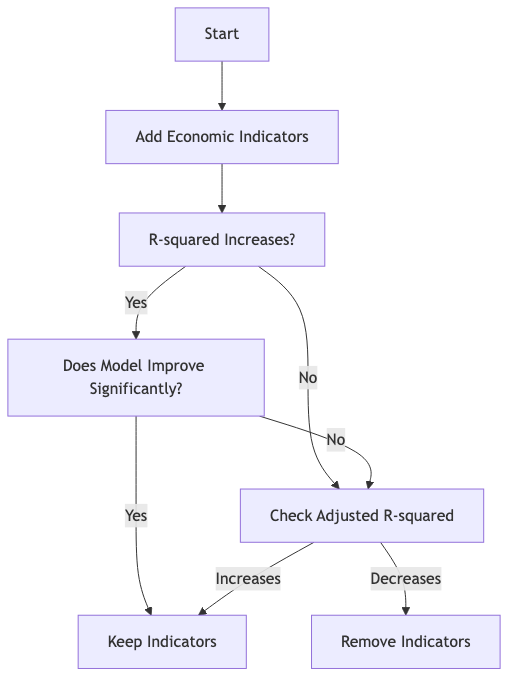 Start
Add Economic Indicators
R-squared Increases?
Yes
Does Model Improve
Significantly?
No
No
Yes
Check Adjusted R-squared
Increases
Decreases
Keep Indicators
Remove Indicators